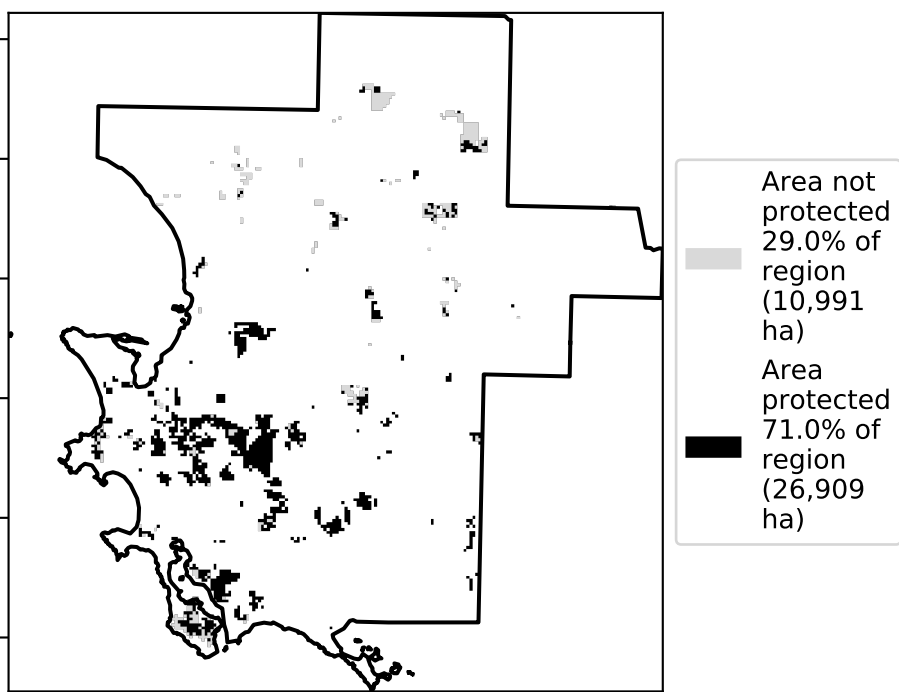 Area not
protected
29.0% of
region
(10,991
ha)
Area
protected
71.0% of
region
(26,909
ha)